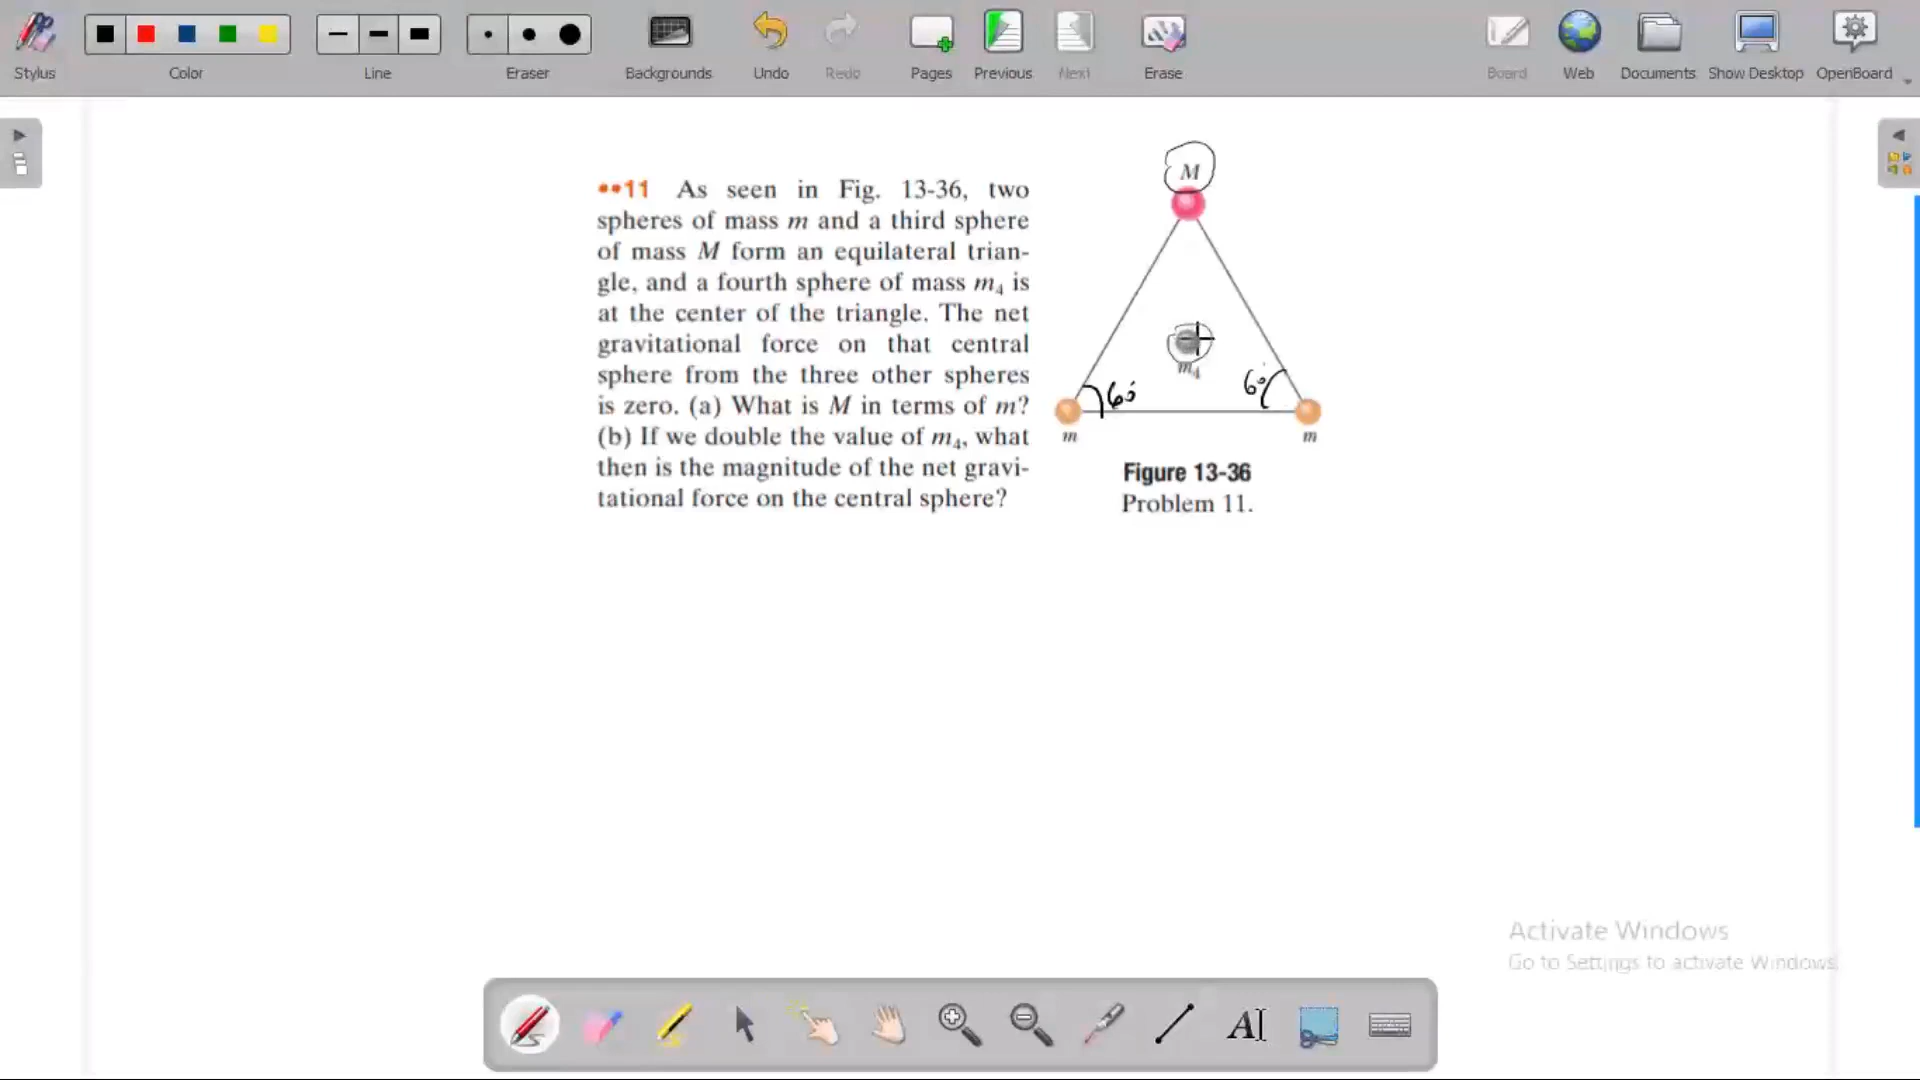 Stylus
Color
Line
Eraser
Backgrounds
Undo
Redo
Pages
Previous
Next
Erase
Board
Web
Documents
Show Desktop
OpenBoard
••11 As seen in Fig. 13-36, two
spheres of mass m and a third sphere
of mass M form an equilateral trian-
gle, and a fourth sphere of mass m₄ is
at the center of the triangle. The net
gravitational force on that central
sphere from the three other spheres
is zero. (a) What is M in terms of m?
(b) If we double the value of m₄, what
then is the magnitude of the net gravi-
tational force on the central sphere?
M
m₄
60°
60°
m
m
Figure 13-36
Problem 11.
Activate Windows
Go to Settings to activate Windows.
AI